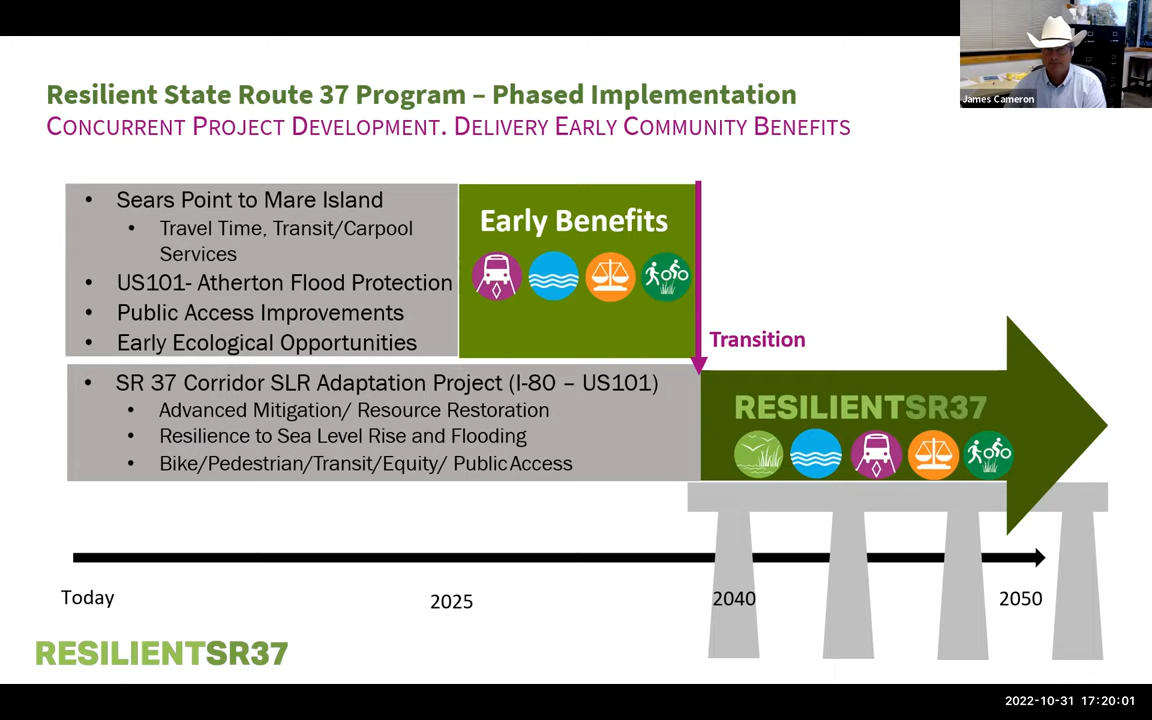 James Cameron
Resilient State Route 37 Program – Phased Implementation
CONCURRENT PROJECT DEVELOPMENT. DELIVERY EARLY COMMUNITY BENEFITS
• Sears Point to Mare Island
• Travel Time, Transit/Carpool
Services
• US101- Atherton Flood Protection
• Public Access Improvements
• Early Ecological Opportunities
Early Benefits
Transition
• SR 37 Corridor SLR Adaptation Project (I-80 – US101)
• Advanced Mitigation/ Resource Restoration
• Resilience to Sea Level Rise and Flooding
• Bike/Pedestrian/Transit/Equity/ Public Access
RESILIENTSR37
Today
2025
2040
2050
RESILIENTSR37
2022-10-31 17:20:01